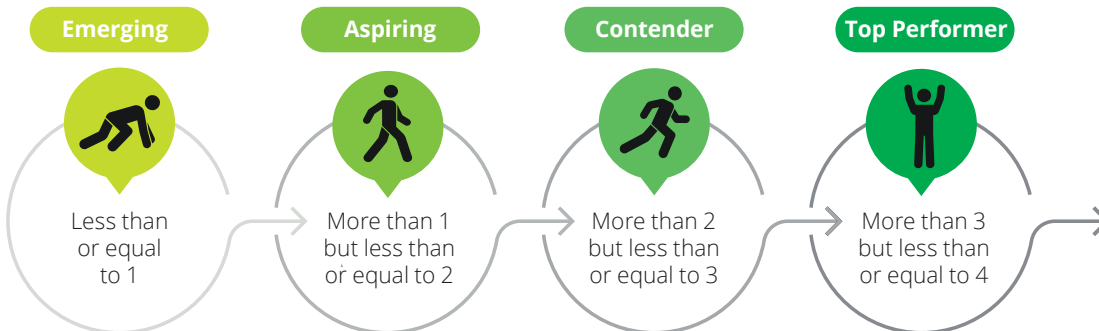 Emerging
Aspiring
Contender
Top Performer
Less than
or equal
to 1
More than 1
but less than
or equal to 2
More than 2
but less than
or equal to 3
More than 3
but less than
or equal to 4